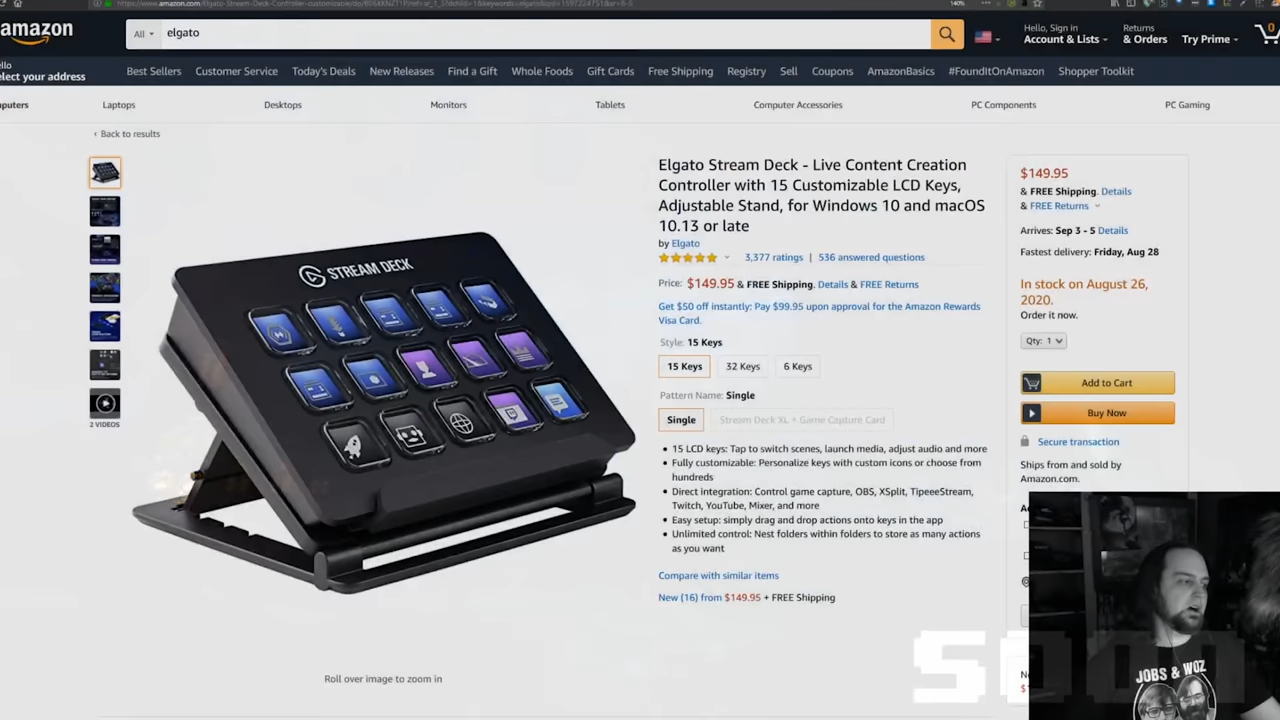 140%
amazon
All
elgato
Hello, Sign in
Account & Lists
Returns
& Orders
Try Prime
0
select your address
Best Sellers
Customer Service
Today's Deals
New Releases
Find a Gift
Whole Foods
Gift Cards
Free Shipping
Registry
Sell
Coupons
AmazonBasics
#FoundItOnAmazon
Shopper Toolkit
Laptops
Desktops
Monitors
Tablets
Computer Accessories
PC Components
PC Gaming
‹ Back to results
2 VIDEOS
STREAM DECK
Roll over image to zoom in
Elgato Stream Deck - Live Content Creation
Controller with 15 Customizable LCD Keys,
Adjustable Stand, for Windows 10 and macOS
10.13 or late
by Elgato
3,377 ratings | 536 answered questions
Price: $149.95 & FREE Shipping. Details & FREE Returns
Get $50 off instantly: Pay $99.95 upon approval for the Amazon Rewards
Visa Card.
Style: 15 Keys
15 Keys
32 Keys
6 Keys
Pattern Name: Single
Single
Stream Deck XL + Game Capture Card
• 15 LCD keys: Tap to switch scenes, launch media, adjust audio and more
• Fully customizable: Personalize keys with custom icons or choose from
hundreds
• Direct integration: Control game capture, OBS, XSplit, TipeeeStream,
Twitch, YouTube, Mixer, and more
• Easy setup: simply drag and drop actions onto keys in the app
• Unlimited control: Nest folders within folders to store as many actions
as you want
Compare with similar items
New (16) from $149.95 + FREE Shipping
$149.95
& FREE Shipping. Details
& FREE Returns
Arrives: Sep 3 - 5 Details
Fastest delivery: Friday, Aug 28
In stock on August 26,
2020.
Order it now.
Qty: 1
Add to Cart
Buy Now
Secure transaction
Ships from and sold by
Amazon.com.
JOBS & WOZ